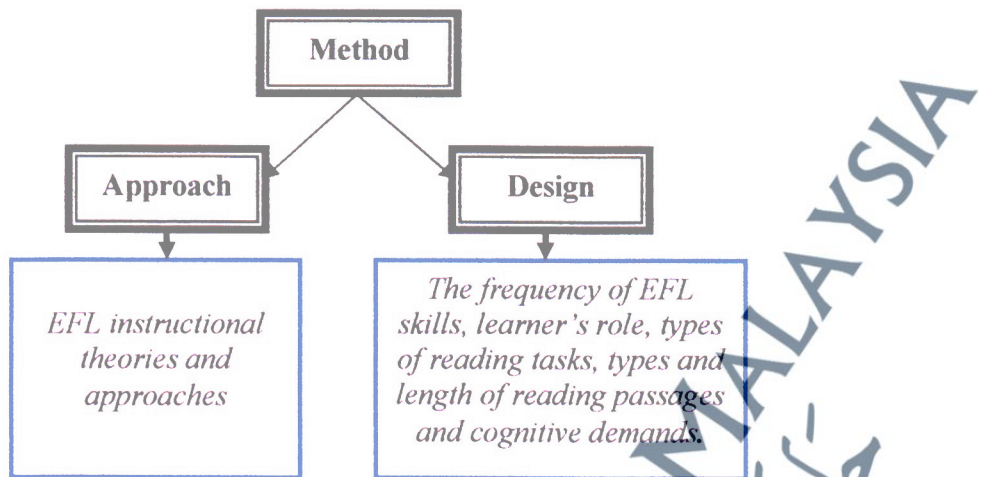 Method
Approach
Design
EFL instructional
theories and
approaches
The frequency of EFL
skills, learner's role, types
of reading tasks, types and
length of reading passages
and cognitive demands.
MALAYSIA